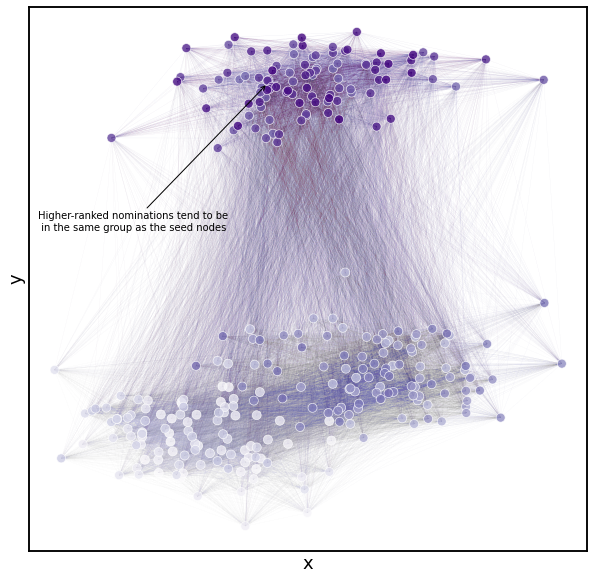 Higher-ranked nominations tend to be
in the same group as the seed nodes
y
x